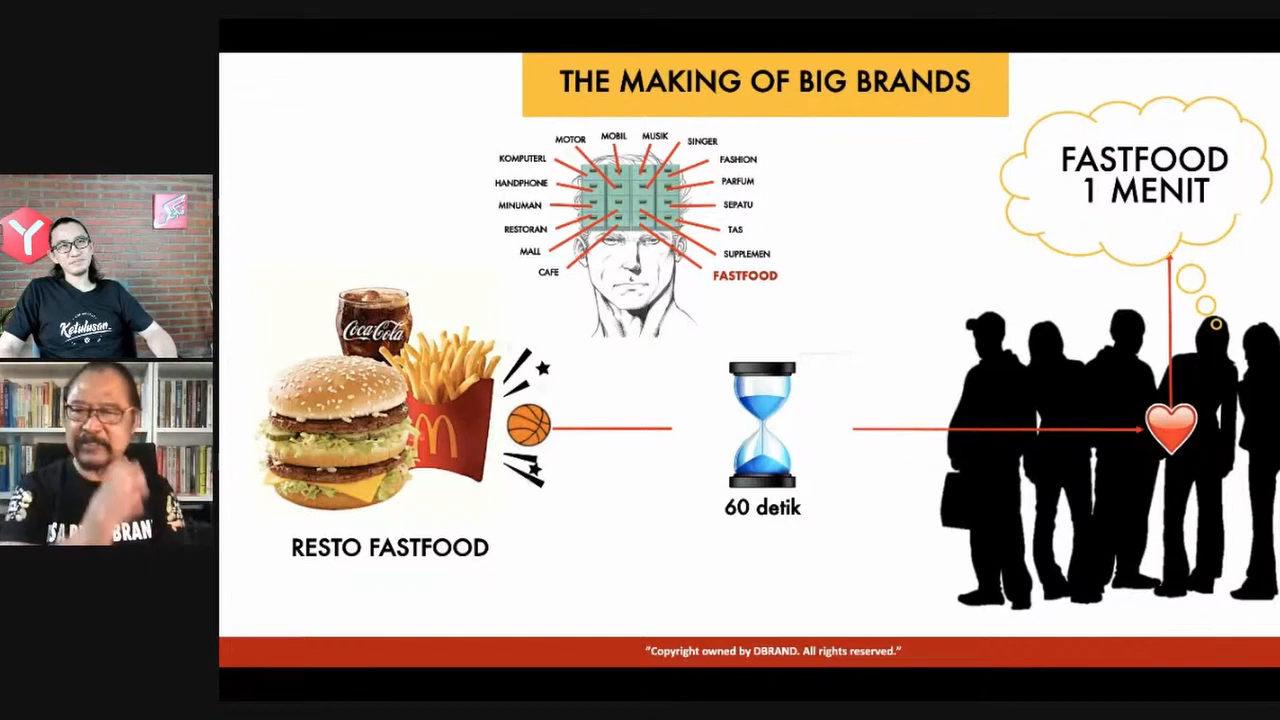 THE MAKING OF BIG BRANDS
MOTOR
MOBIL
MUSIK
SINGER
KOMPUTERL
FASHION
HANDPHONE
PARFUM
MINUMAN
SEPATU
RESTORAN
TAS
MALL
SUPPLEMEN
CAFE
FASTFOOD
FASTFOOD
1 MENIT
Coca-Cola
60 detik
RESTO FASTFOOD
Ketulusan
BRAN
"Copyright owned by DBRAND. All rights reserved."